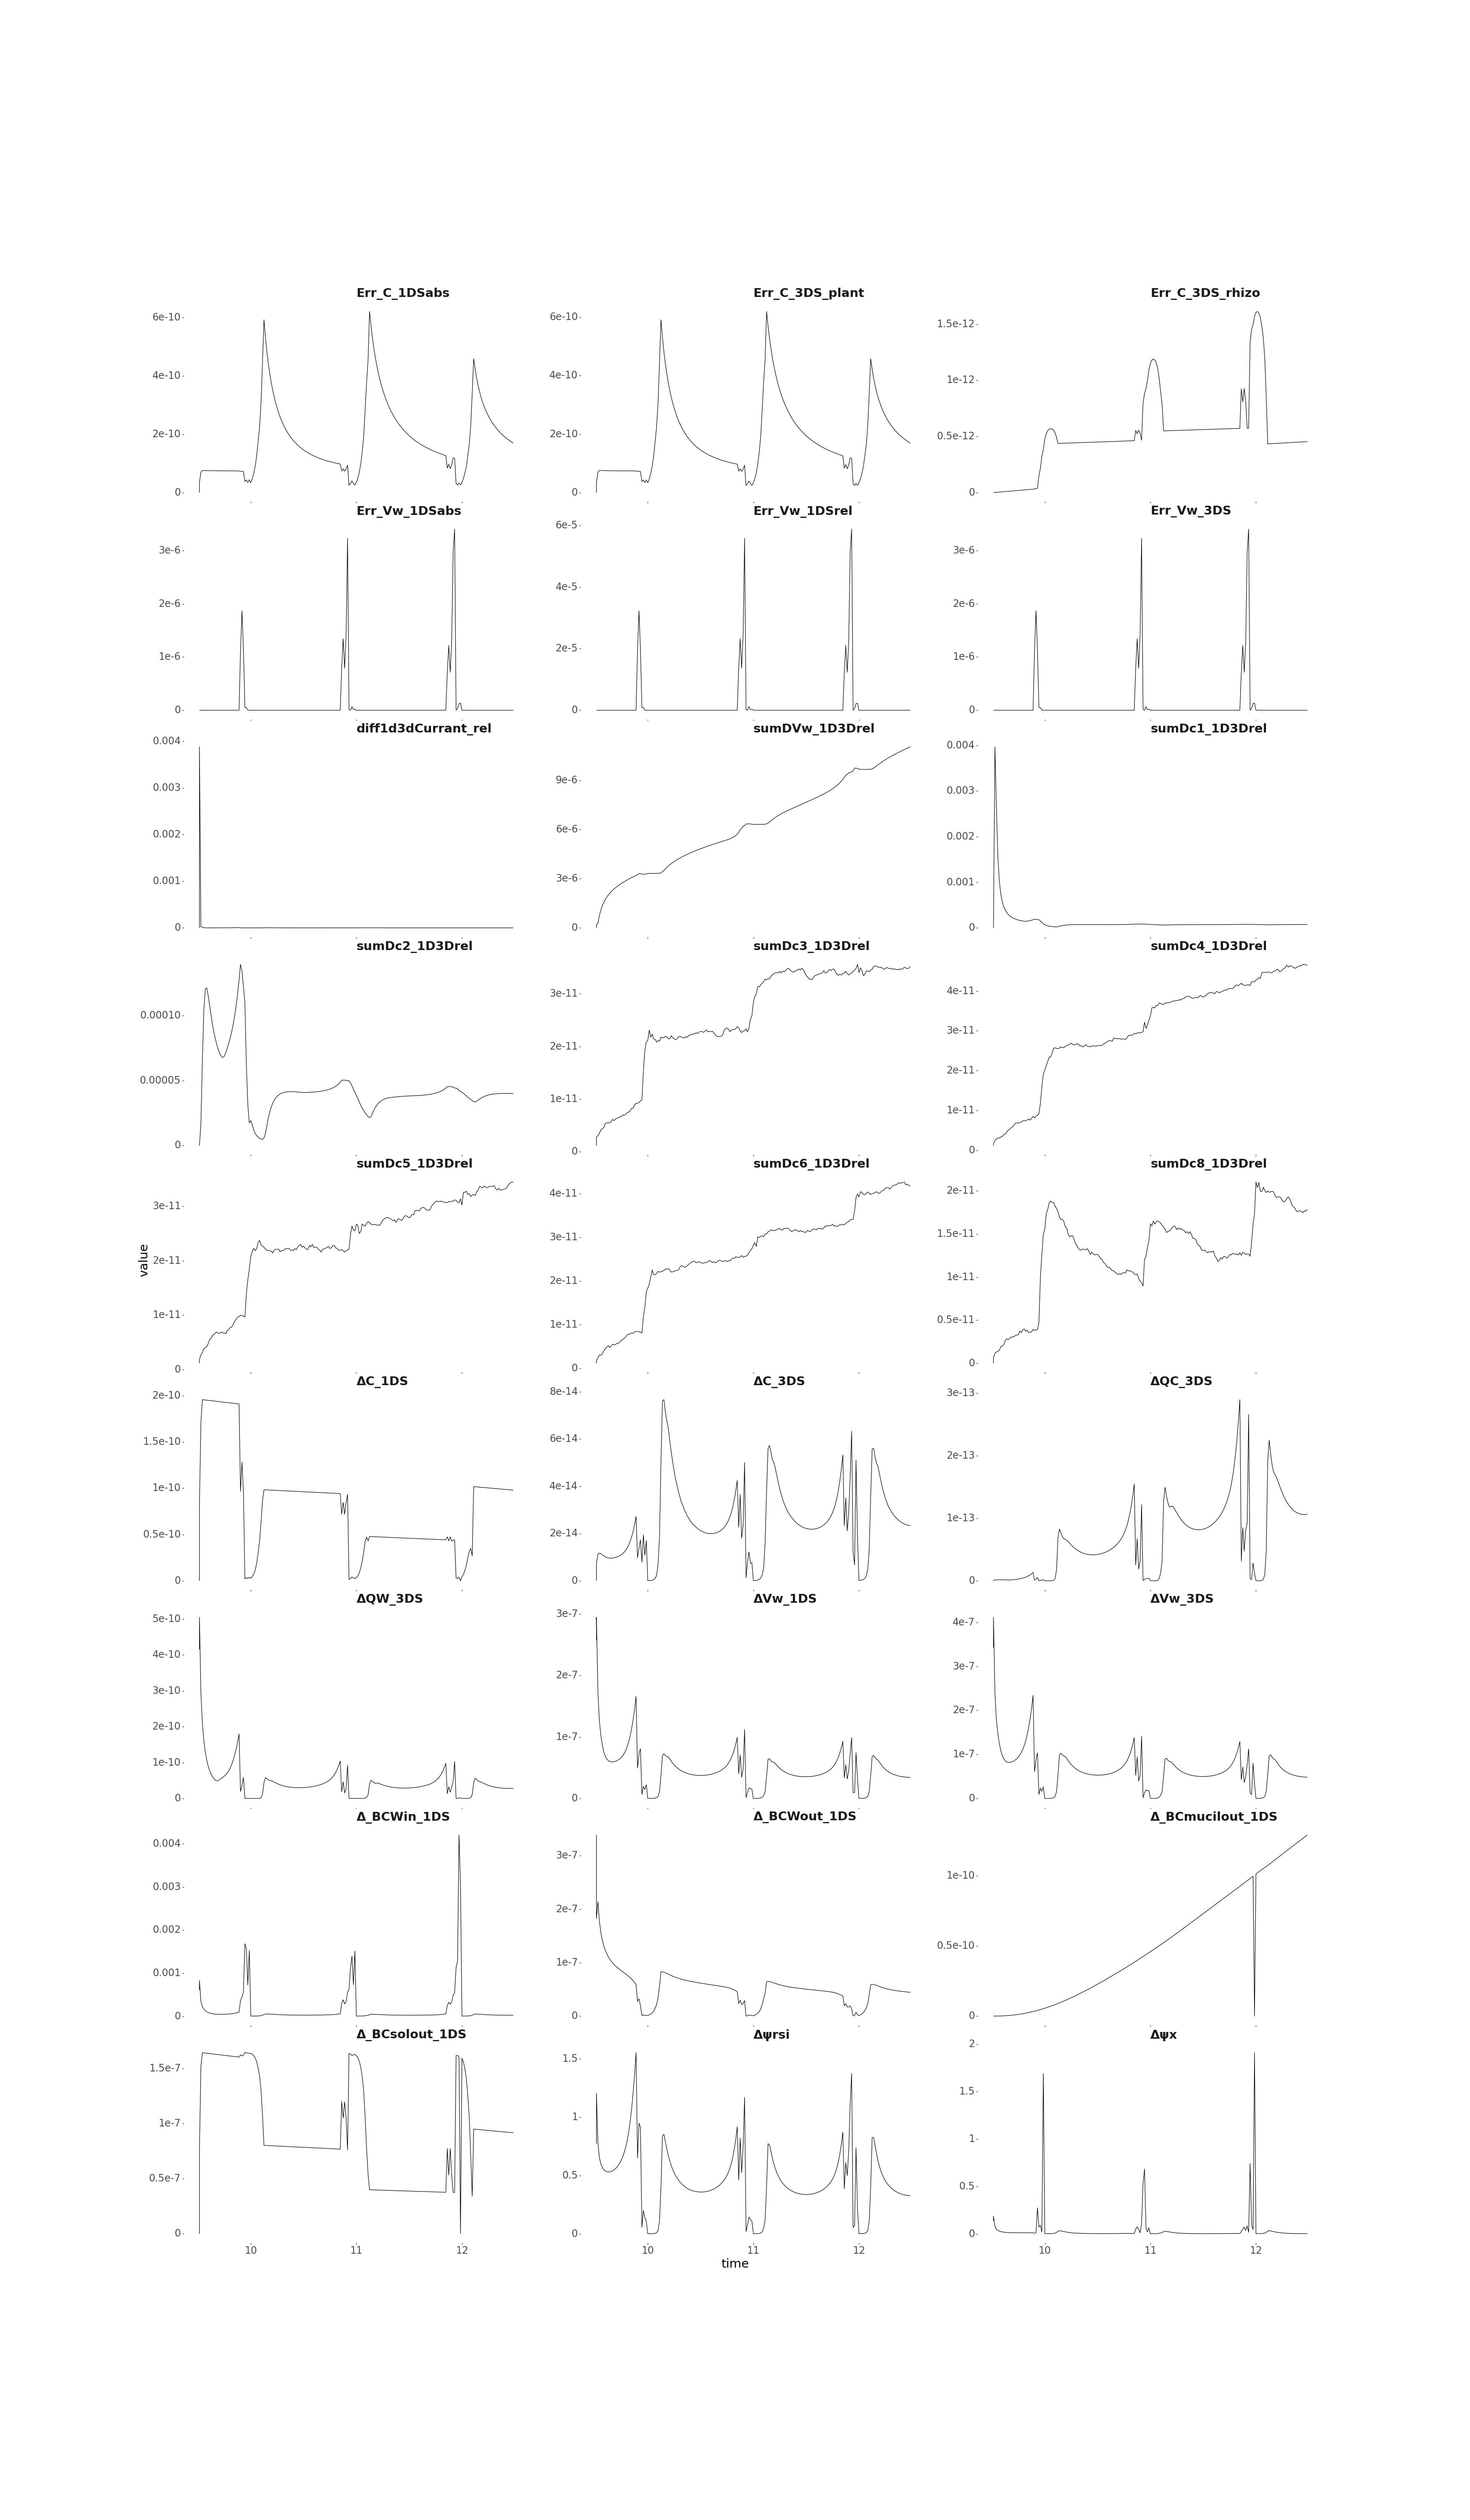 Err_C_1DSabs Err_C_3DS_plant Err_C_3DS_rhizo
6e-10 6e-10 1.5e-12
4e-10 4e-10 1e-12
2e-10 2e-10 0.5e-12
0 0 0
Err_Vw_1DSabs Err_Vw_1DSrel Err_Vw_3DS
3e-6 6e-5 3e-6
2e-6 4e-5 2e-6
1e-6 2e-5 1e-6
0 0 0
diff1d3dCurrant_rel sumDVw_1D3Drel sumDc1_1D3Drel
0.004 9e-6 0.004
0.003 6e-6 0.003
0.002 3e-6 0.002
0.001 0 0.001
0 0
sumDc2_1D3Drel sumDc3_1D3Drel sumDc4_1D3Drel
0.00010 3e-11 4e-11
0.00005 2e-11 3e-11
0 1e-11 2e-11
0 1e-11
0
sumDc5_1D3Drel sumDc6_1D3Drel sumDc8_1D3Drel
3e-11 4e-11 2e-11
2e-11 3e-11 1.5e-11
1e-11 2e-11 1e-11
0 1e-11 0.5e-11
0 0
value
ΔC_1DS ΔC_3DS ΔQC_3DS
2e-10 8e-14 3e-13
1.5e-10 6e-14 2e-13
1e-10 4e-14 1e-13
0.5e-10 2e-14 0
0 0
ΔQW_3DS ΔVw_1DS ΔVw_3DS
5e-10 3e-7 4e-7
4e-10 2e-7 3e-7
3e-10 1e-7 2e-7
2e-10 0 1e-7
1e-10 0
0
Δ_BCWin_1DS Δ_BCWout_1DS Δ_BCmucilout_1DS
0.004 3e-7 1e-10
0.003 2e-7 0.5e-10
0.002 1e-7 0
0.001 0
0
Δ_BCsolout_1DS Δψrsi Δψx
1.5e-7 1.5 2
1e-7 1 1.5
0.5e-7 0.5 1
0 0 0.5
0
10 11 12 10 11 12 10 11 12
time